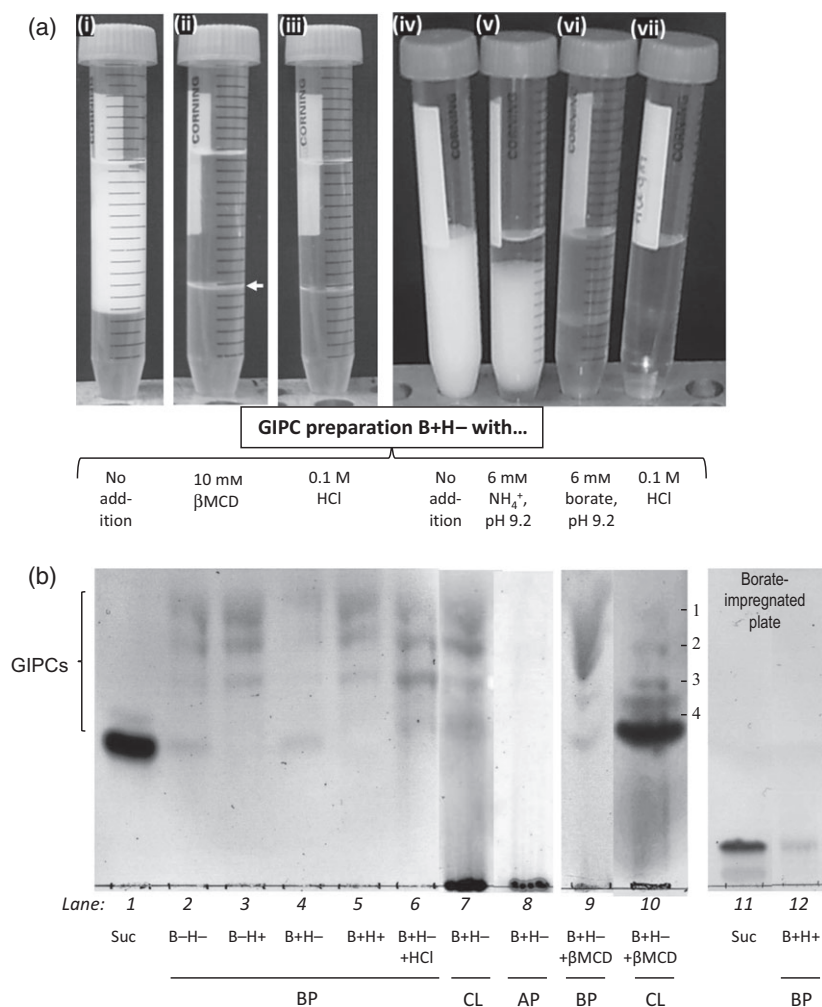 (a)
(i) (ii) (iii) (iv) (v) (vi) (vii)
CORNING CORNING CORNING CORNING CORNING CORNING
GIPC preparation B+H– with...
No 10 mM 0.1 M No 6 mM 6 mM 0.1 M
add- βMCD HCl add- NH₄⁺, borate, HCl
ition ition pH 9.2 pH 9.2
(b)
Borate-
impregnated
plate
GIPCs
1
2
3
4
Lane: 1 2 3 4 5 6 7 8 9 10 11 12
Suc B–H– B–H+ B+H– B+H+ B+H– B+H– B+H– B+H– B+H– Suc B+H+
+HCl +βMCD +βMCD
BP CL AP BP CL BP